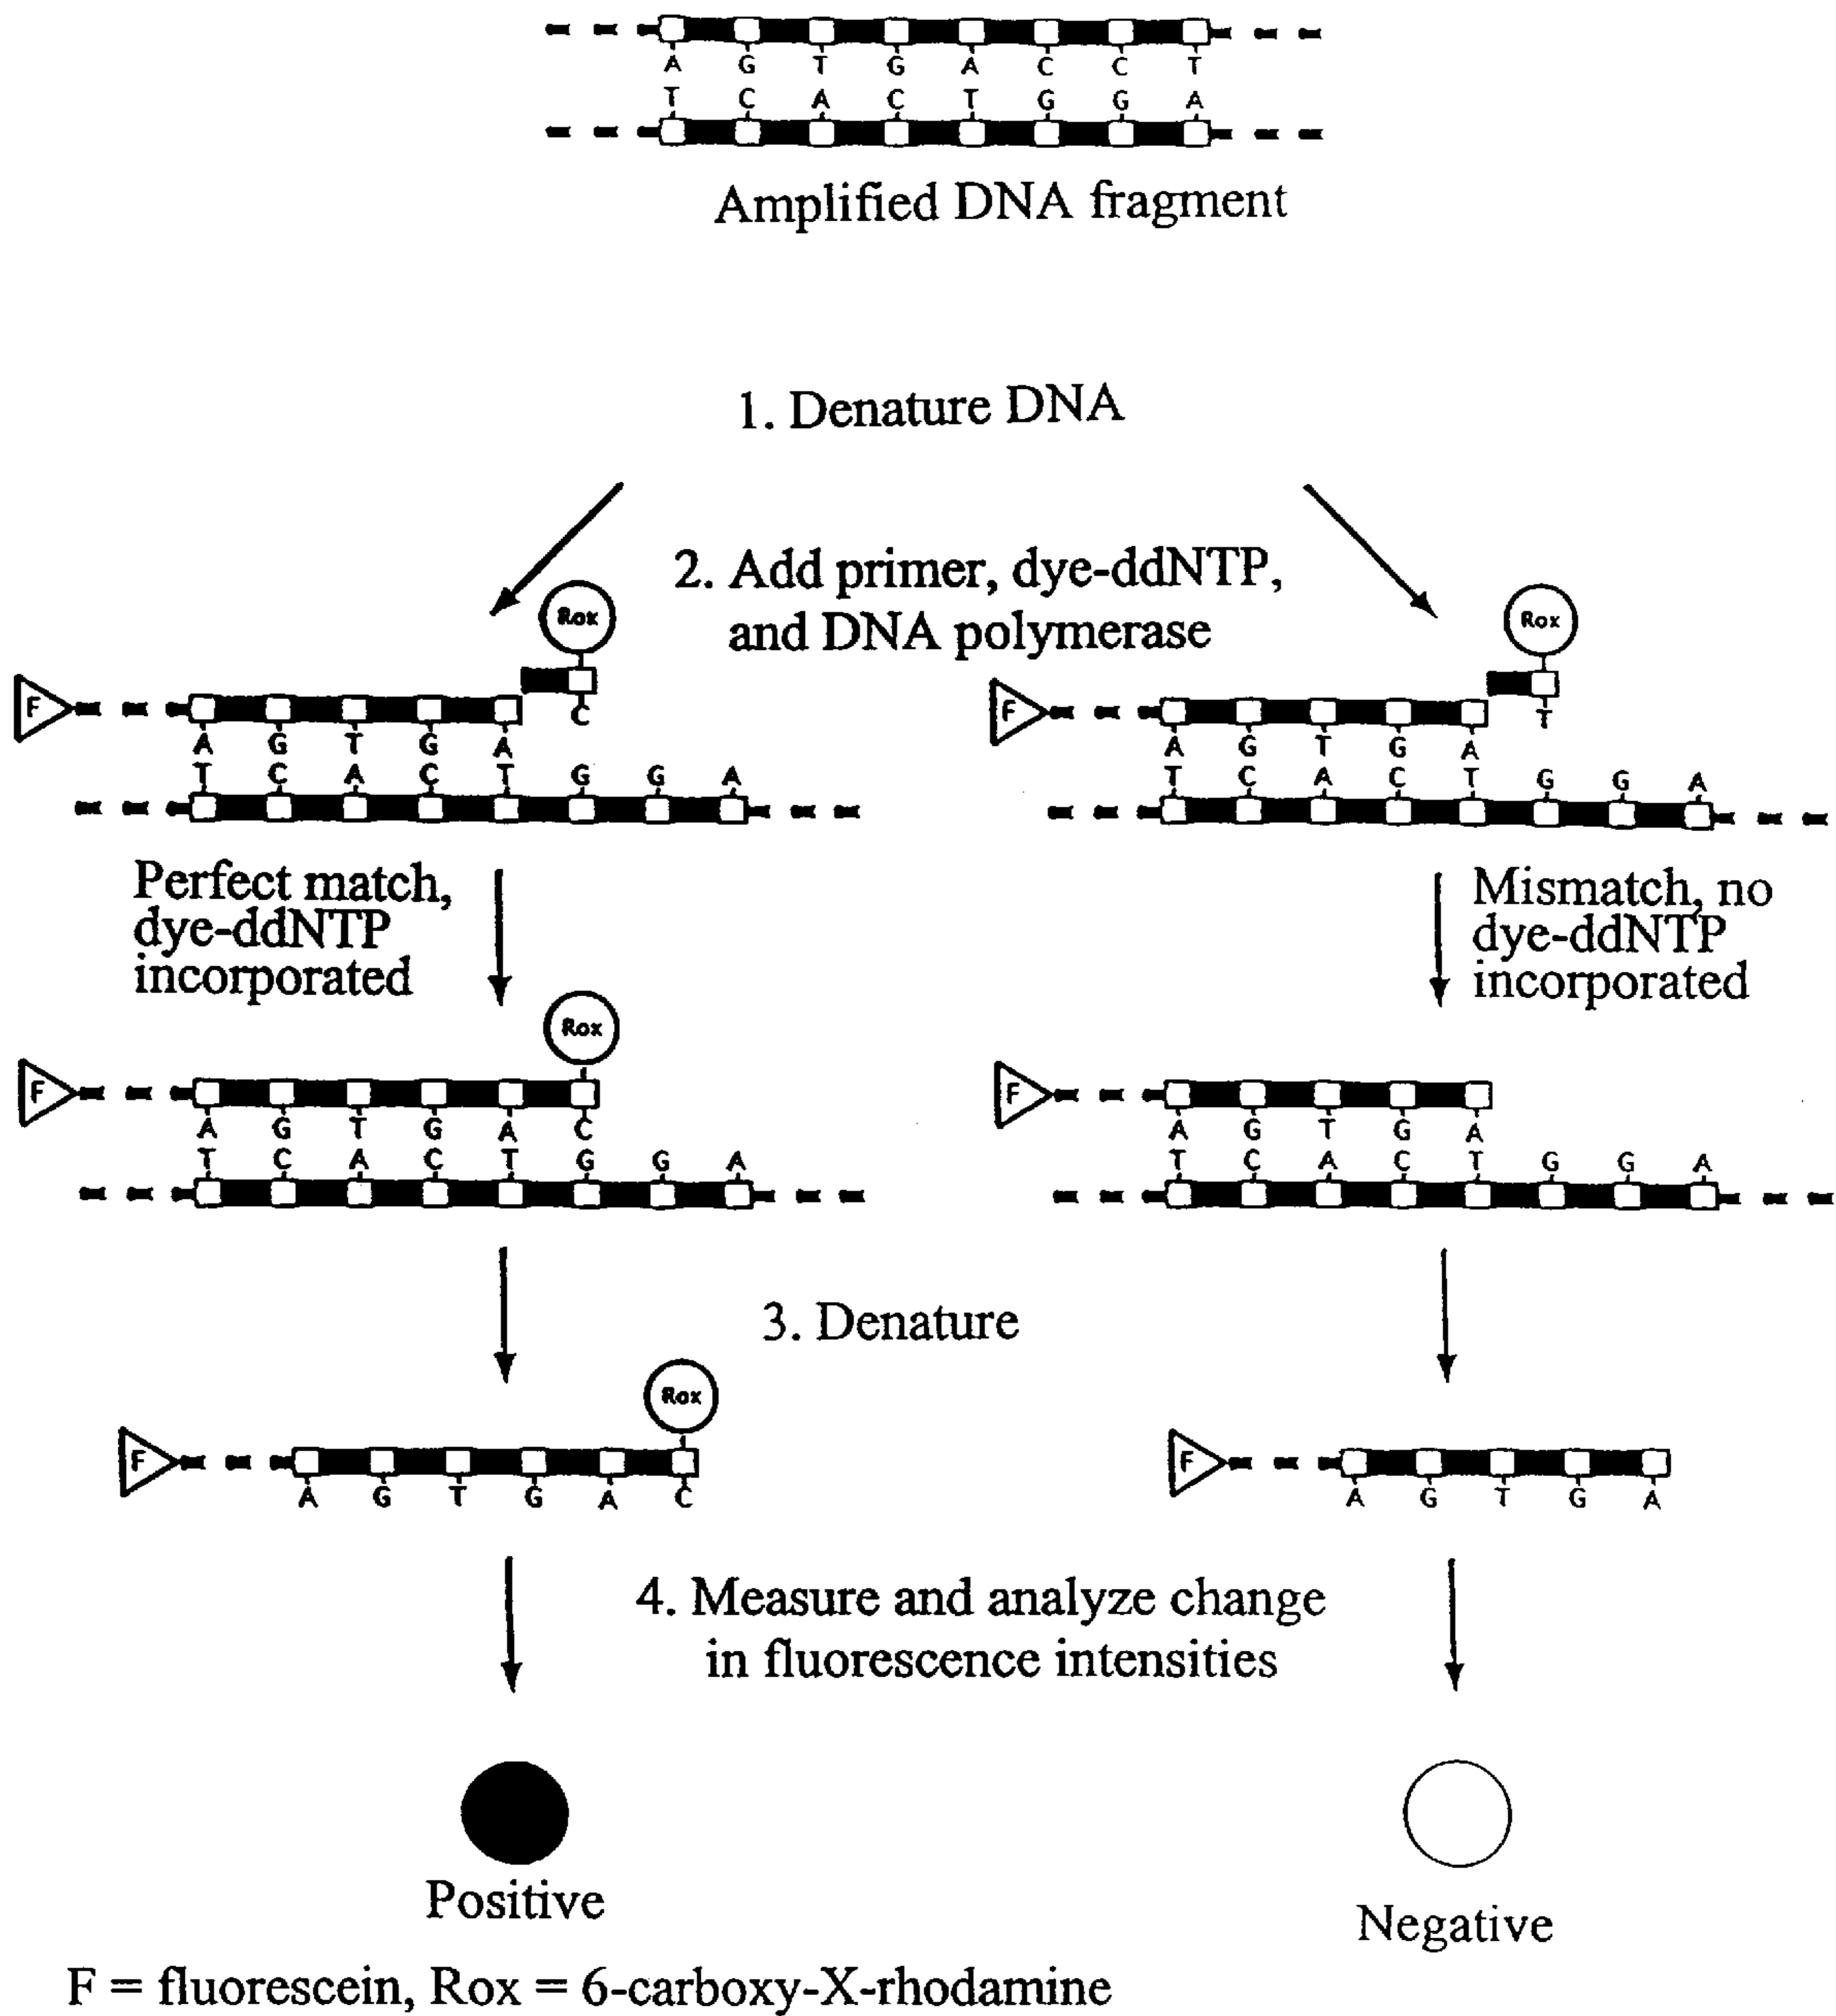 A G T G A C C T
T C A C T G G A
Amplified DNA fragment
1. Denature DNA
2. Add primer, dye-ddNTP,
and DNA polymerase
Rox
Rox
F
C
F
T
A G T G A
A G T G A
T C A C T G G A
T C A C T G G A
Perfect match,
dye-ddNTP
incorporated
Mismatch, no
dye-ddNTP
incorporated
Rox
F
F
A G T G A C
A G T G A
T C A C T G G A
T C A C T G G A
3. Denature
Rox
F
F
A G T G A C
A G T G A
4. Measure and analyze change
in fluorescence intensities
Positive
Negative
F = fluorescein, Rox = 6-carboxy-X-rhodamine